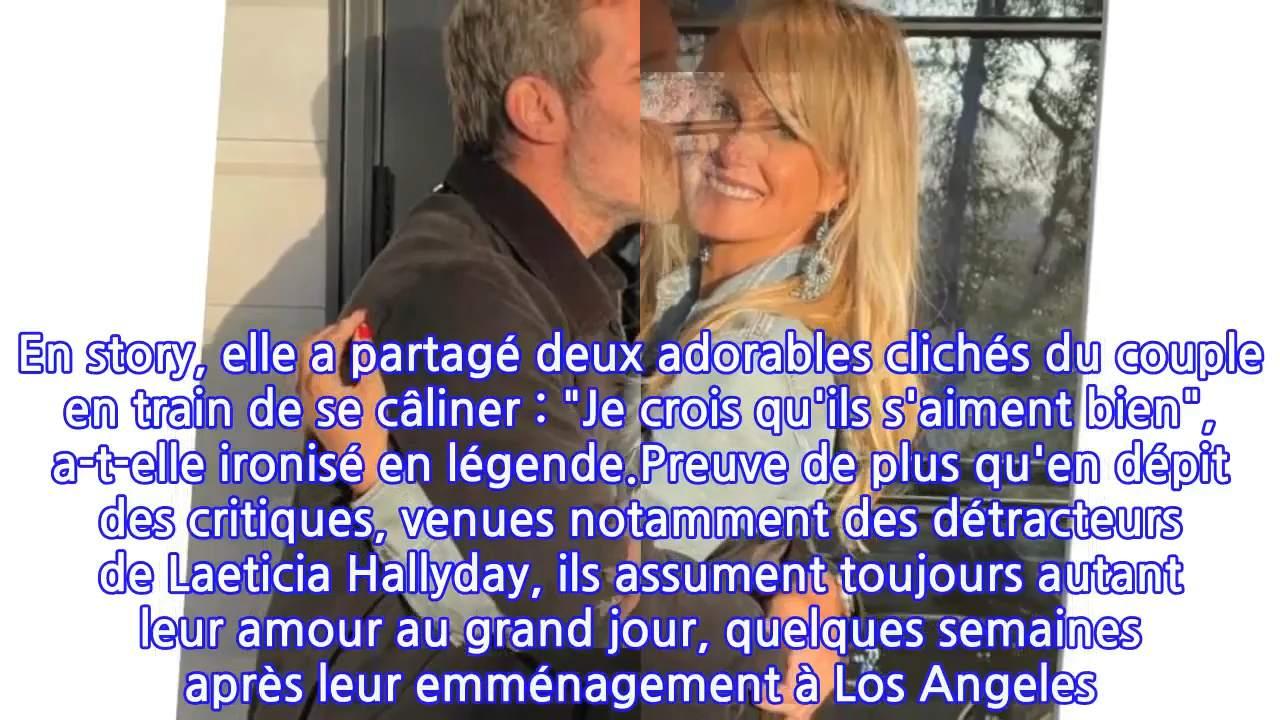 En story, elle a partagé deux adorables clichés du couple
en train de se câliner : "Je crois qu'ils s'aiment bien",
a-t-elle ironisé en légende.Preuve de plus qu'en dépit
des critiques, venues notamment des détracteurs
de Laeticia Hallyday, ils assument toujours autant
leur amour au grand jour, quelques semaines
après leur emménagement à Los Angeles